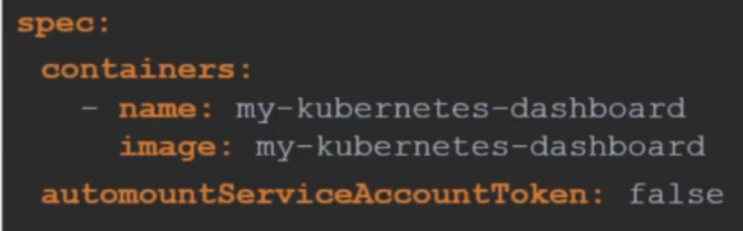 spec:
containers:
- name: my-kubernetes-dashboard
image: my-kubernetes-dashboard
automountServiceAccountToken: false